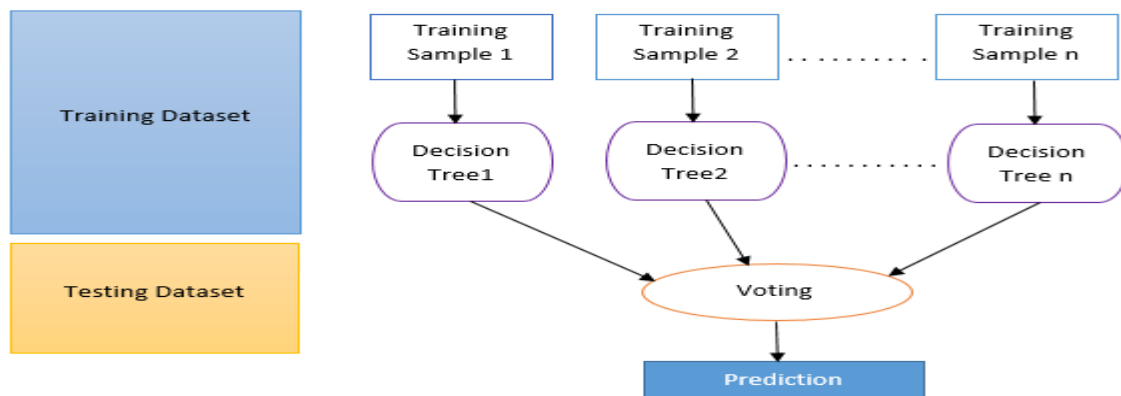 Training Dataset
Testing Dataset
Training
Sample 1
Training
Sample 2
Training
Sample n
Decision
Tree1
Decision
Tree2
Decision
Tree n
Voting
Prediction